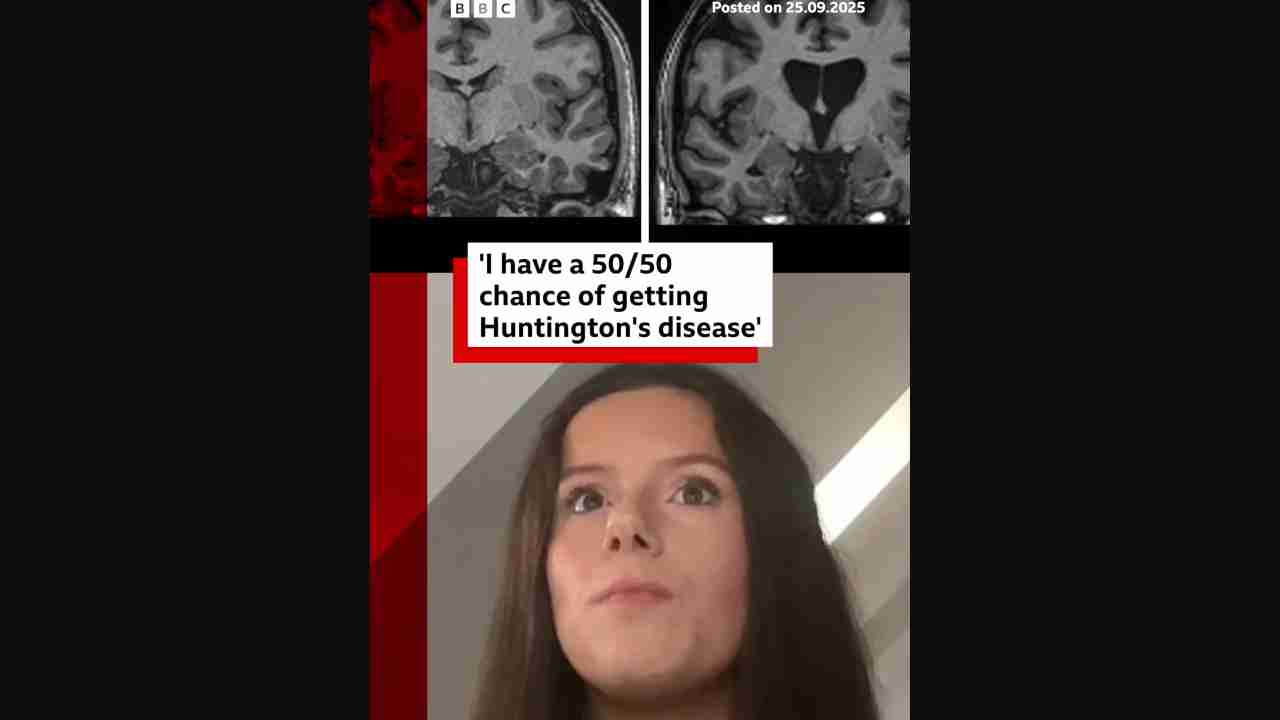 BBC
Posted on 25.09.2025
'I have a 50/50
chance of getting
Huntington's disease'